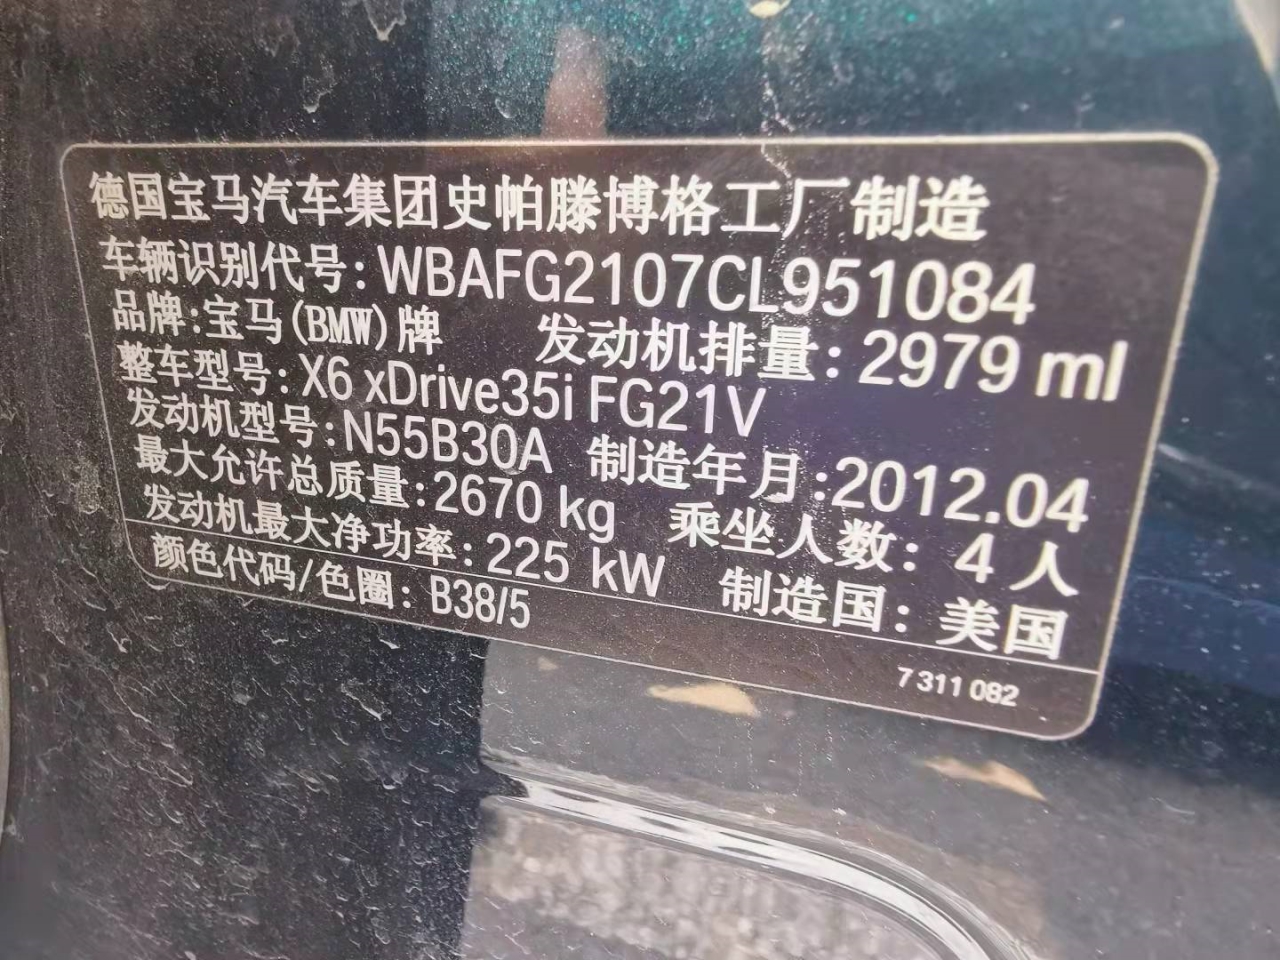 德国宝马汽车集团史帕滕博格工厂制造
车辆识别代号: WBAFG2107CL951084
品牌:宝马(BMW)牌 发动机排量: 2979 ml
整车型号: X6 xDrive35i FG21V
发动机型号:N55B30A 制造年月:2012.04
最大允许总质量:2670 kg 乘坐人数: 4 人
发动机最大净功率: 225 kW 制造国: 美国
颜色代码/色圈: B38/5
7 311 082